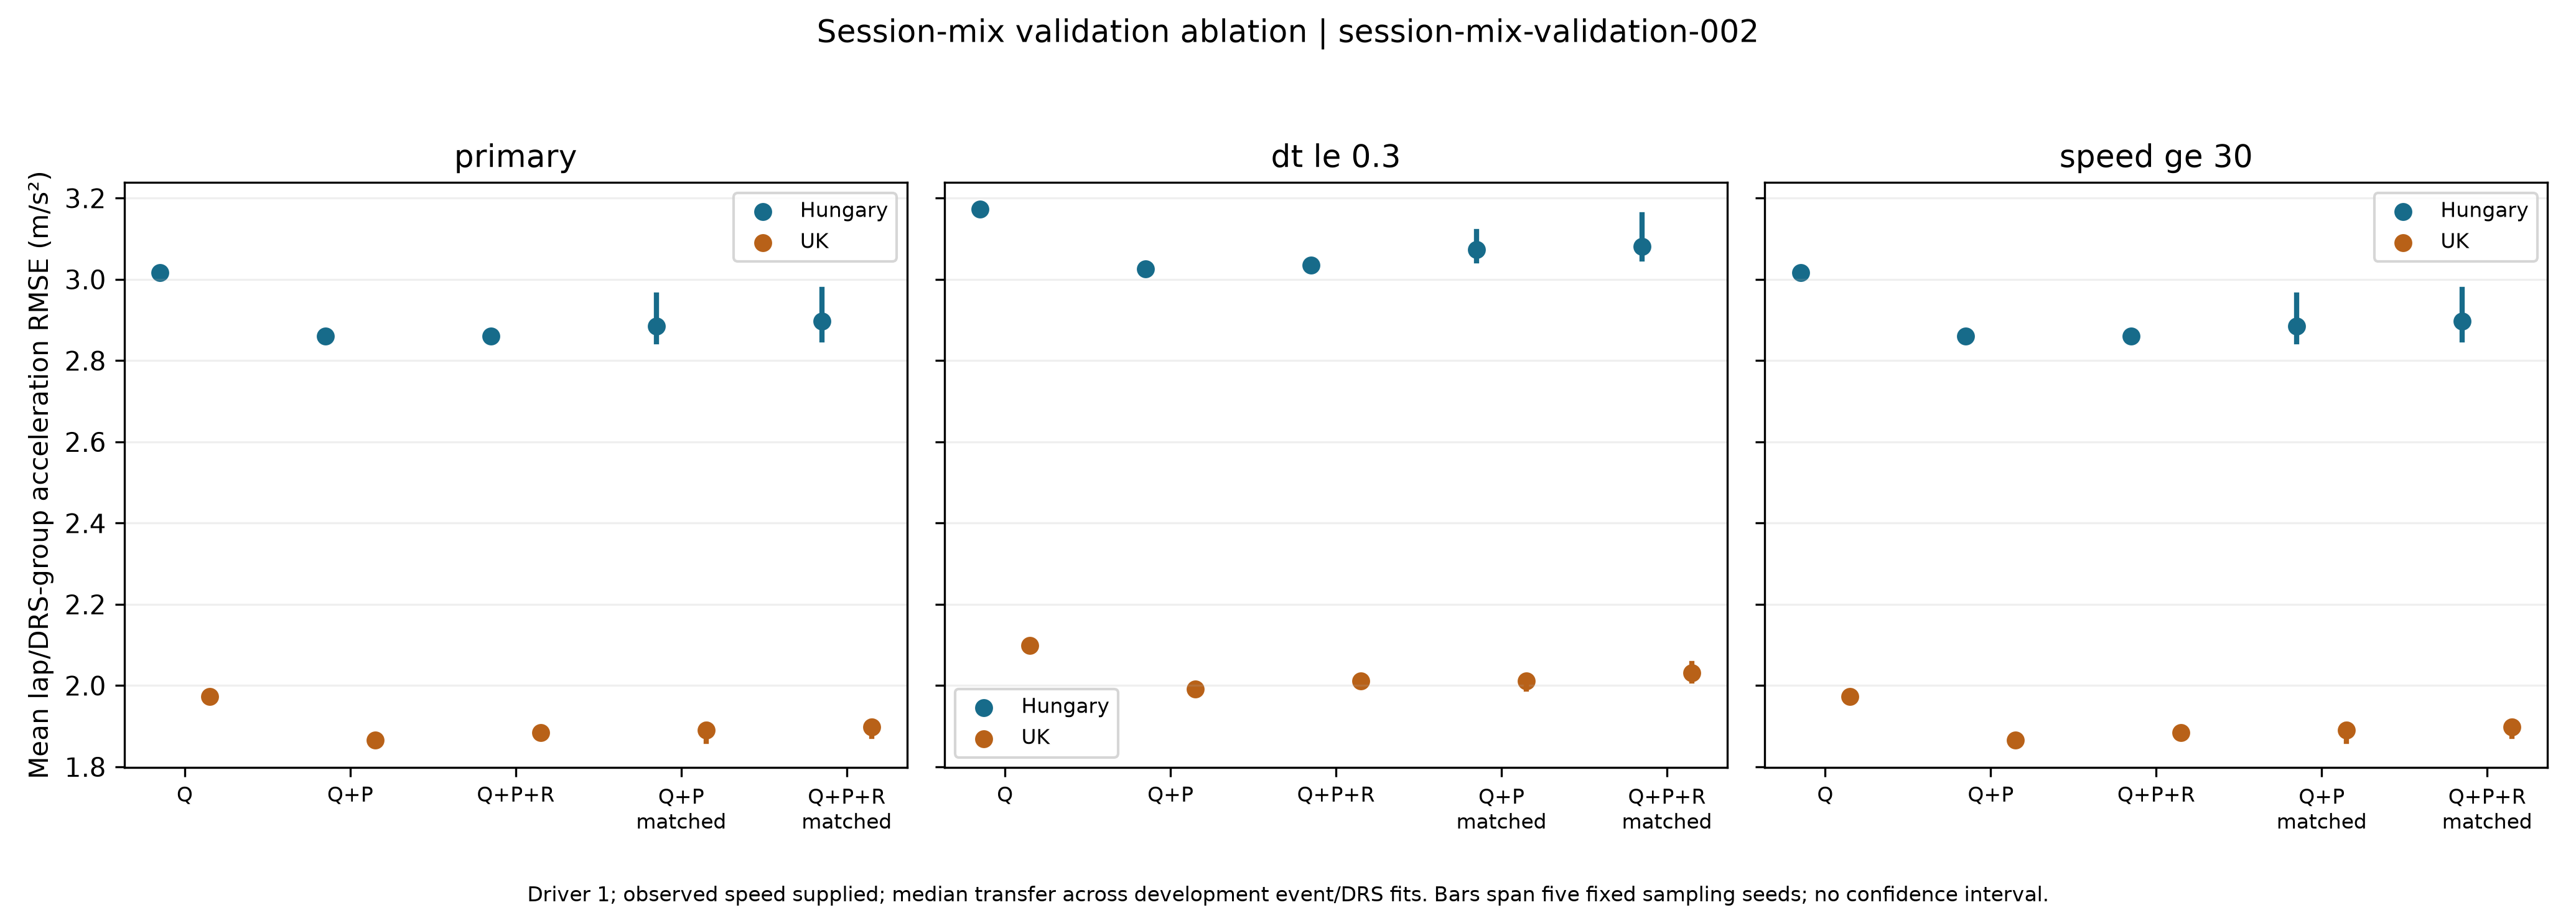 Session-mix validation ablation | session-mix-validation-002
primary
dt le 0.3
speed ge 30
Mean lap/DRS-group acceleration RMSE (m/s²)
3.2
3.0
2.8
2.6
2.4
2.2
2.0
1.8
Hungary
UK
Hungary
UK
Hungary
UK
Q
Q+P
Q+P+R
Q+P
matched
Q+P+R
matched
Q
Q+P
Q+P+R
Q+P
matched
Q+P+R
matched
Q
Q+P
Q+P+R
Q+P
matched
Q+P+R
matched
Driver 1; observed speed supplied; median transfer across development event/DRS fits. Bars span five fixed sampling seeds; no confidence interval.